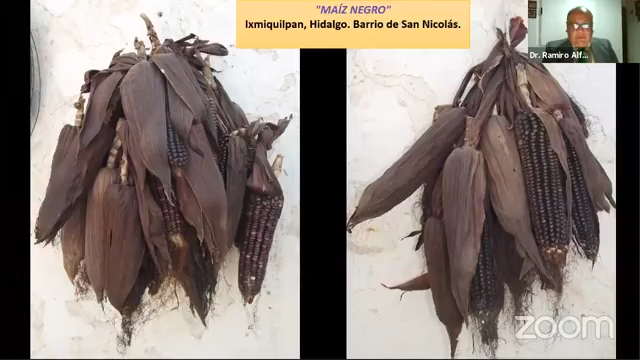 "MAÍZ NEGRO"
Ixmiquilpan, Hidalgo. Barrio de San Nicolás.
Dr. Ramiro Alf...
zoom